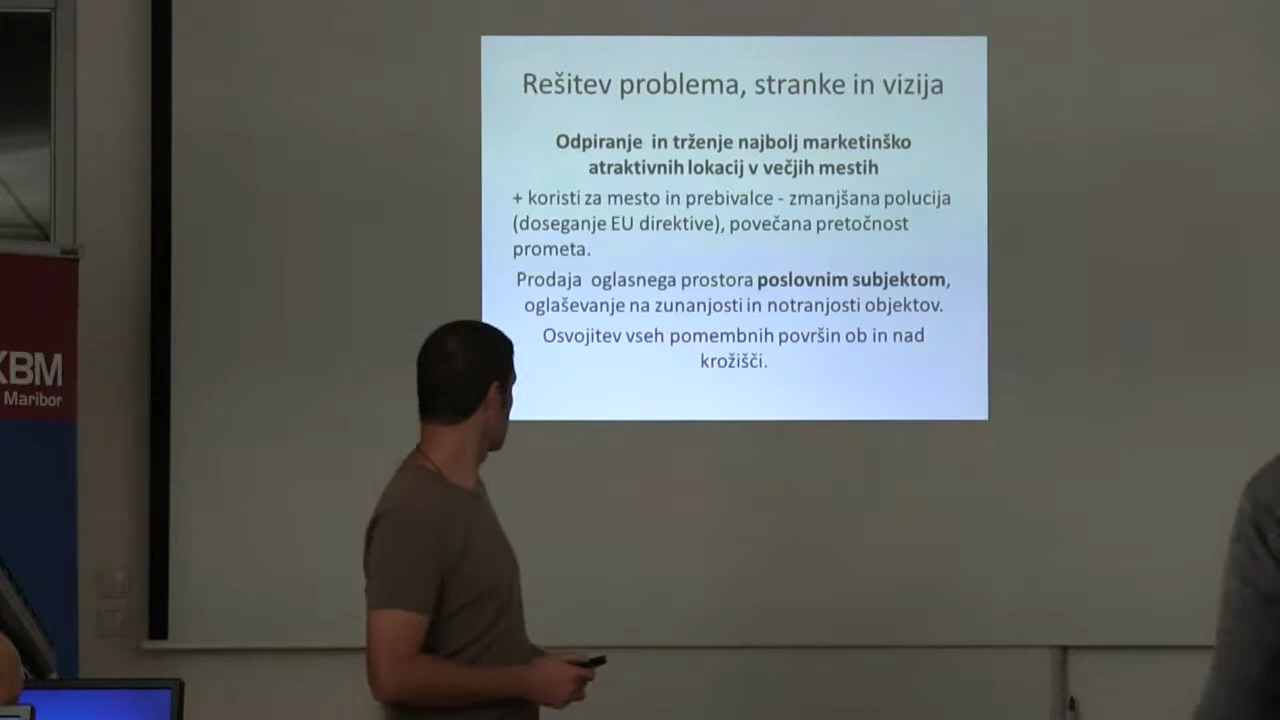 Rešitev problema, stranke in vizija
Odpiranje in trženje najbolj marketinško
atraktivnih lokacij v večjih mestih
+ koristi za mesto in prebivalce - zmanjšana polucija
(doseganje EU direktive), povečana pretočnost
prometa.
Prodaja oglasnega prostora poslovnim subjektom,
oglaševanje na zunanjosti in notranjosti objektov.
Osvojitev vseh pomembnih površin ob in nad
krožišči.
KBM
Maribor